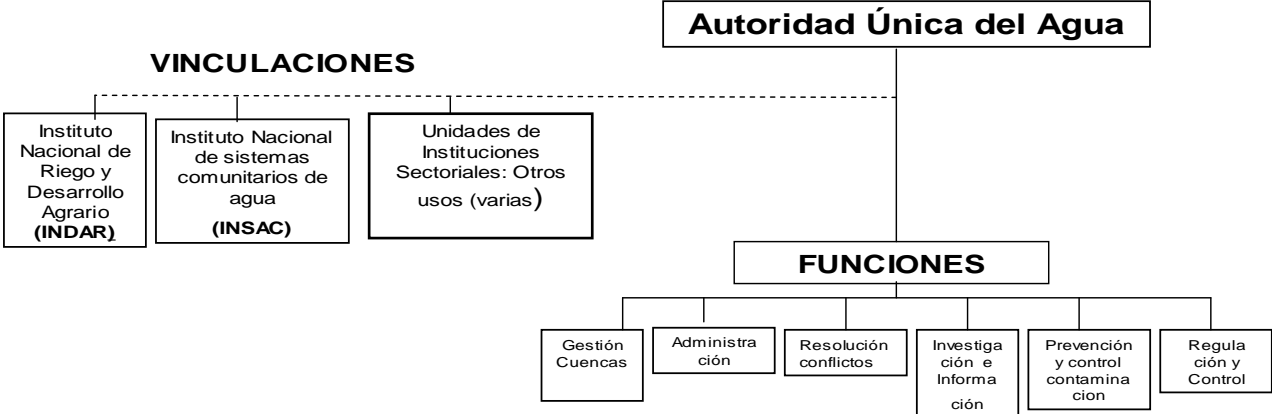 Autoridad Única del Agua
VINCULACIONES
Instituto
Nacional de
Riego y
Desarrollo
Agrario
(INDAR)
Instituto Nacional
de sistemas
comunitarios de
agua
(INSAC)
Unidades de
Instituciones
Sectoriales: Otros
usos (varias)
FUNCIONES
Gestión
Cuencas
Administra
ción
Resolución
conflictos
Investiga
ción e
Informa
ción
Prevención
y control
contamina
cion
Regula
ción y
Control